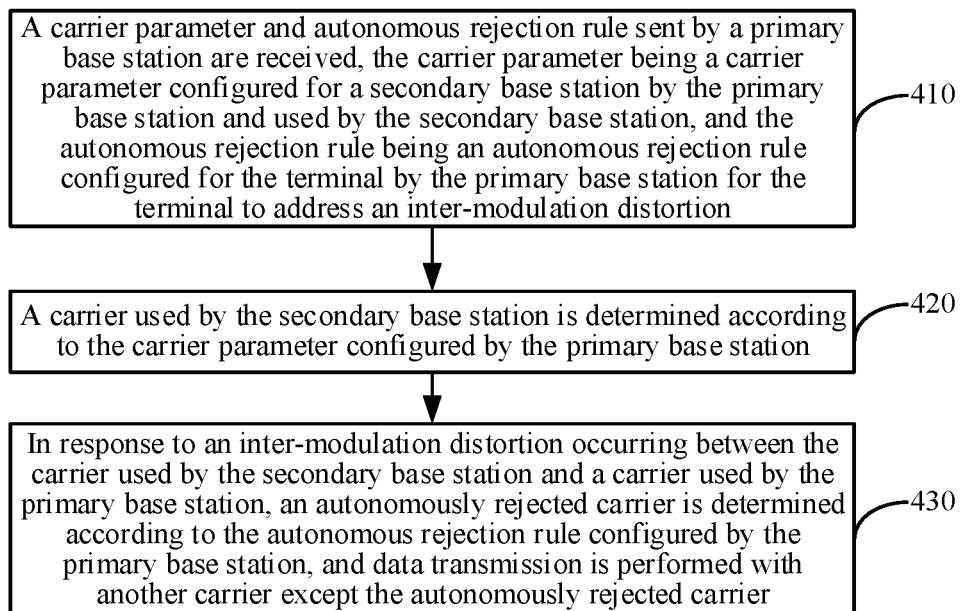 A carrier parameter and autonomous rejection rule sent by a primary
base station are received, the carrier parameter being a carrier
parameter configured for a secondary base station by the primary
base station and used by the secondary base station, and the
autonomous rejection rule being an autonomous rejection rule
configured for the terminal by the primary base station for the
terminal to address an inter-modulation distortion
410
A carrier used by the secondary base station is determined according
to the carrier parameter configured by the primary base station
420
In response to an inter-modulation distortion occurring between the
carrier used by the secondary base station and a carrier used by the
primary base station, an autonomously rejected carrier is determined
according to the autonomous rejection rule configured by the
primary base station, and data transmission is performed with
another carrier except the autonomously rejected carrier
430